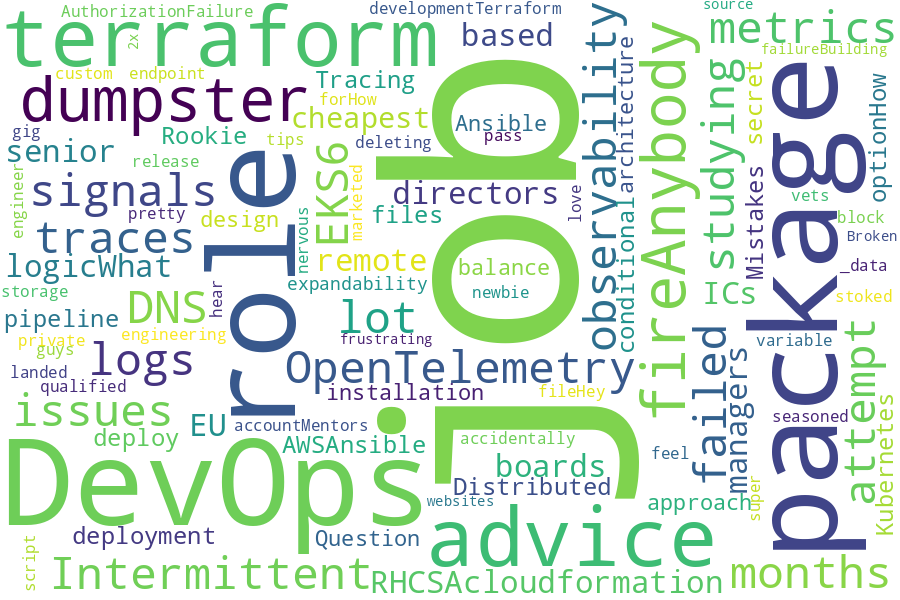 AuthorizationFailure
developmentTerraform
source
terraform
2x
based
metrics
failureBuilding
custom
endpoint
Tracing
dumpster
forHow
cheapest
Ansible
secret
gig
Rookie
tips
deleting
pass
observability
architecture
fireAnybody
studying
package
optionHow
senior
release
role
EKS6
job
signals
directors
love
vets
engineer
pretty
design
marketed
files
Mistakes
block
traces
nervous
Broken
logicWhat
remote
balance
conditional
_data
storage
hear
expandability
newbie
ICs
stoked
DNS
pipeline
private
engineering
lot
frustrating
variable
guys
logs
landed
qualified
OpenTelemetry
failed
managers
attempt
installation
fileHey
issues
EU
accountMentors
seasoned
Kubernetes
deploy
AWSAnsible
accidentally
feel
DevOps
boards
Distributed
websites
approach
super
advice
deployment
Question
script
Intermittent
RHCSAcloudformation
months